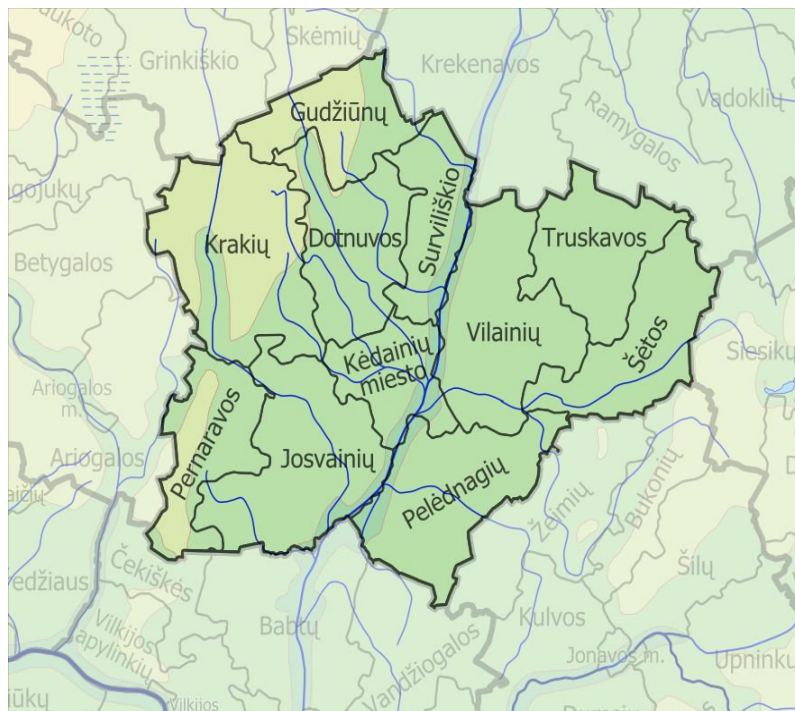 Skėmių
Grinkiškio
Krekenavos
Vadoklių
Ramygalos
Gudžiūnų
Surviliškio
Krakių
Dotnuvos
Truskavos
Betygalos
Vilainių
Šėtos
Kėdainių
miesto
Siesikų
Ariogalos
m.
Ariogalos
Pernaravos
Josvainių
Pelėdnagių
Žeimių
Bukonių
Čekiškės
Šilų
Vilkijos
apylinkių
Babtų
Kulvos
Vandžiogalos
Jonavos m.
Vilkijos